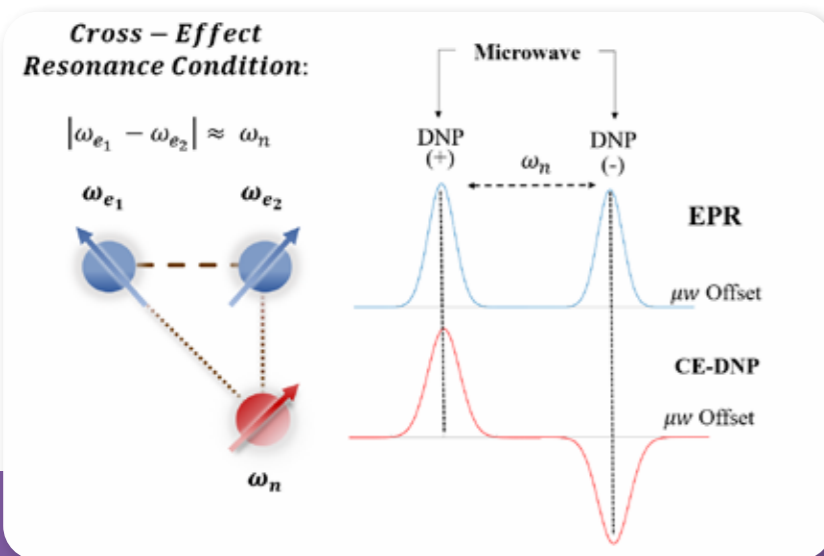 Cross − Effect
Resonance Condition:
|ωe₁ − ωe₂| ≈ ωn
ωe₁
ωe₂
ωn
Microwave
DNP
(+)
DNP
(-)
ωn
EPR
μw Offset
CE-DNP
μw Offset